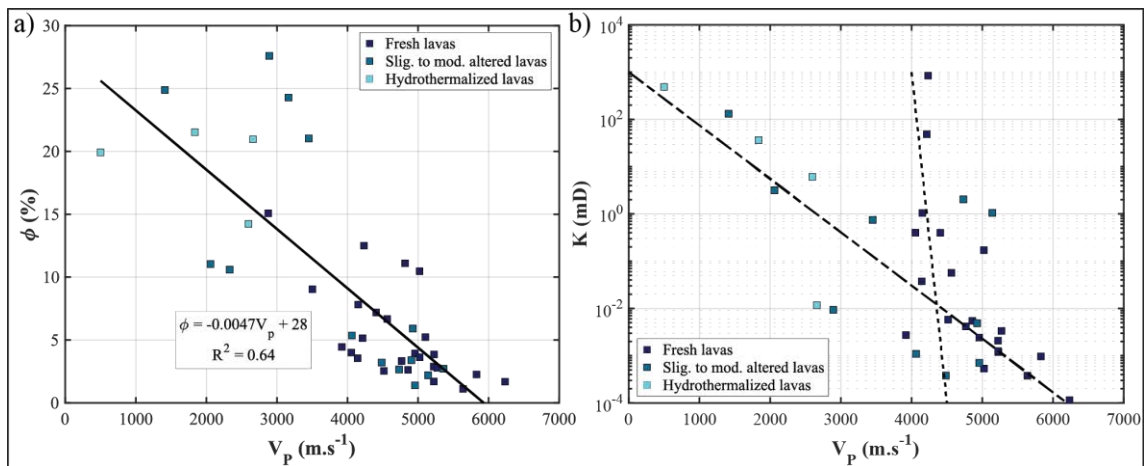 a)
30
25
20
15
10
5
0
ϕ (%)
Fresh lavas
Slig. to mod. altered lavas
Hydrothermalized lavas
ϕ = -0.0047Vₚ + 28
R² = 0.64
0 1000 2000 3000 4000 5000 6000 7000
V_P (m.s⁻¹)
b)
10⁴
10²
10⁰
10⁻²
10⁻⁴
K (mD)
Fresh lavas
Slig. to mod. altered lavas
Hydrothermalized lavas
0 1000 2000 3000 4000 5000 6000 7000
V_P (m.s⁻¹)